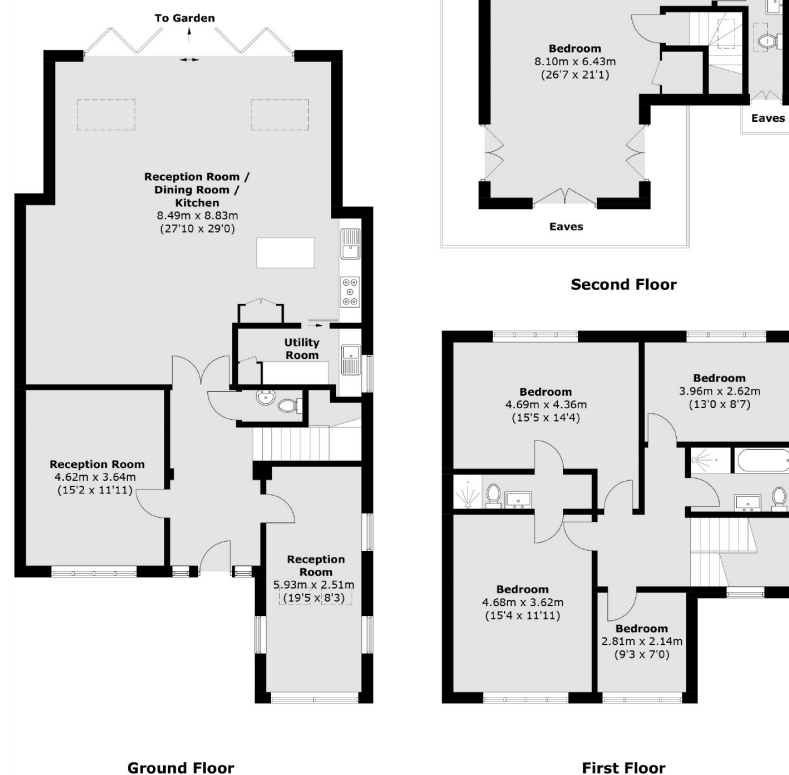 To Garden
Reception Room /
Dining Room /
Kitchen
8.49m x 8.83m
(27'10 x 29'0)
Utility
Room
Reception Room
4.62m x 3.64m
(15'2 x 11'11)
Reception
Room
5.93m x 2.51m
(19'5 x 8'3)
Ground Floor
Bedroom
8.10m x 6.43m
(26'7 x 21'1)
Eaves
Eaves
Second Floor
Bedroom
4.69m x 4.36m
(15'5 x 14'4)
Bedroom
3.96m x 2.62m
(13'0 x 8'7)
Bedroom
4.68m x 3.62m
(15'4 x 11'11)
Bedroom
2.81m x 2.14m
(9'3 x 7'0)
First Floor